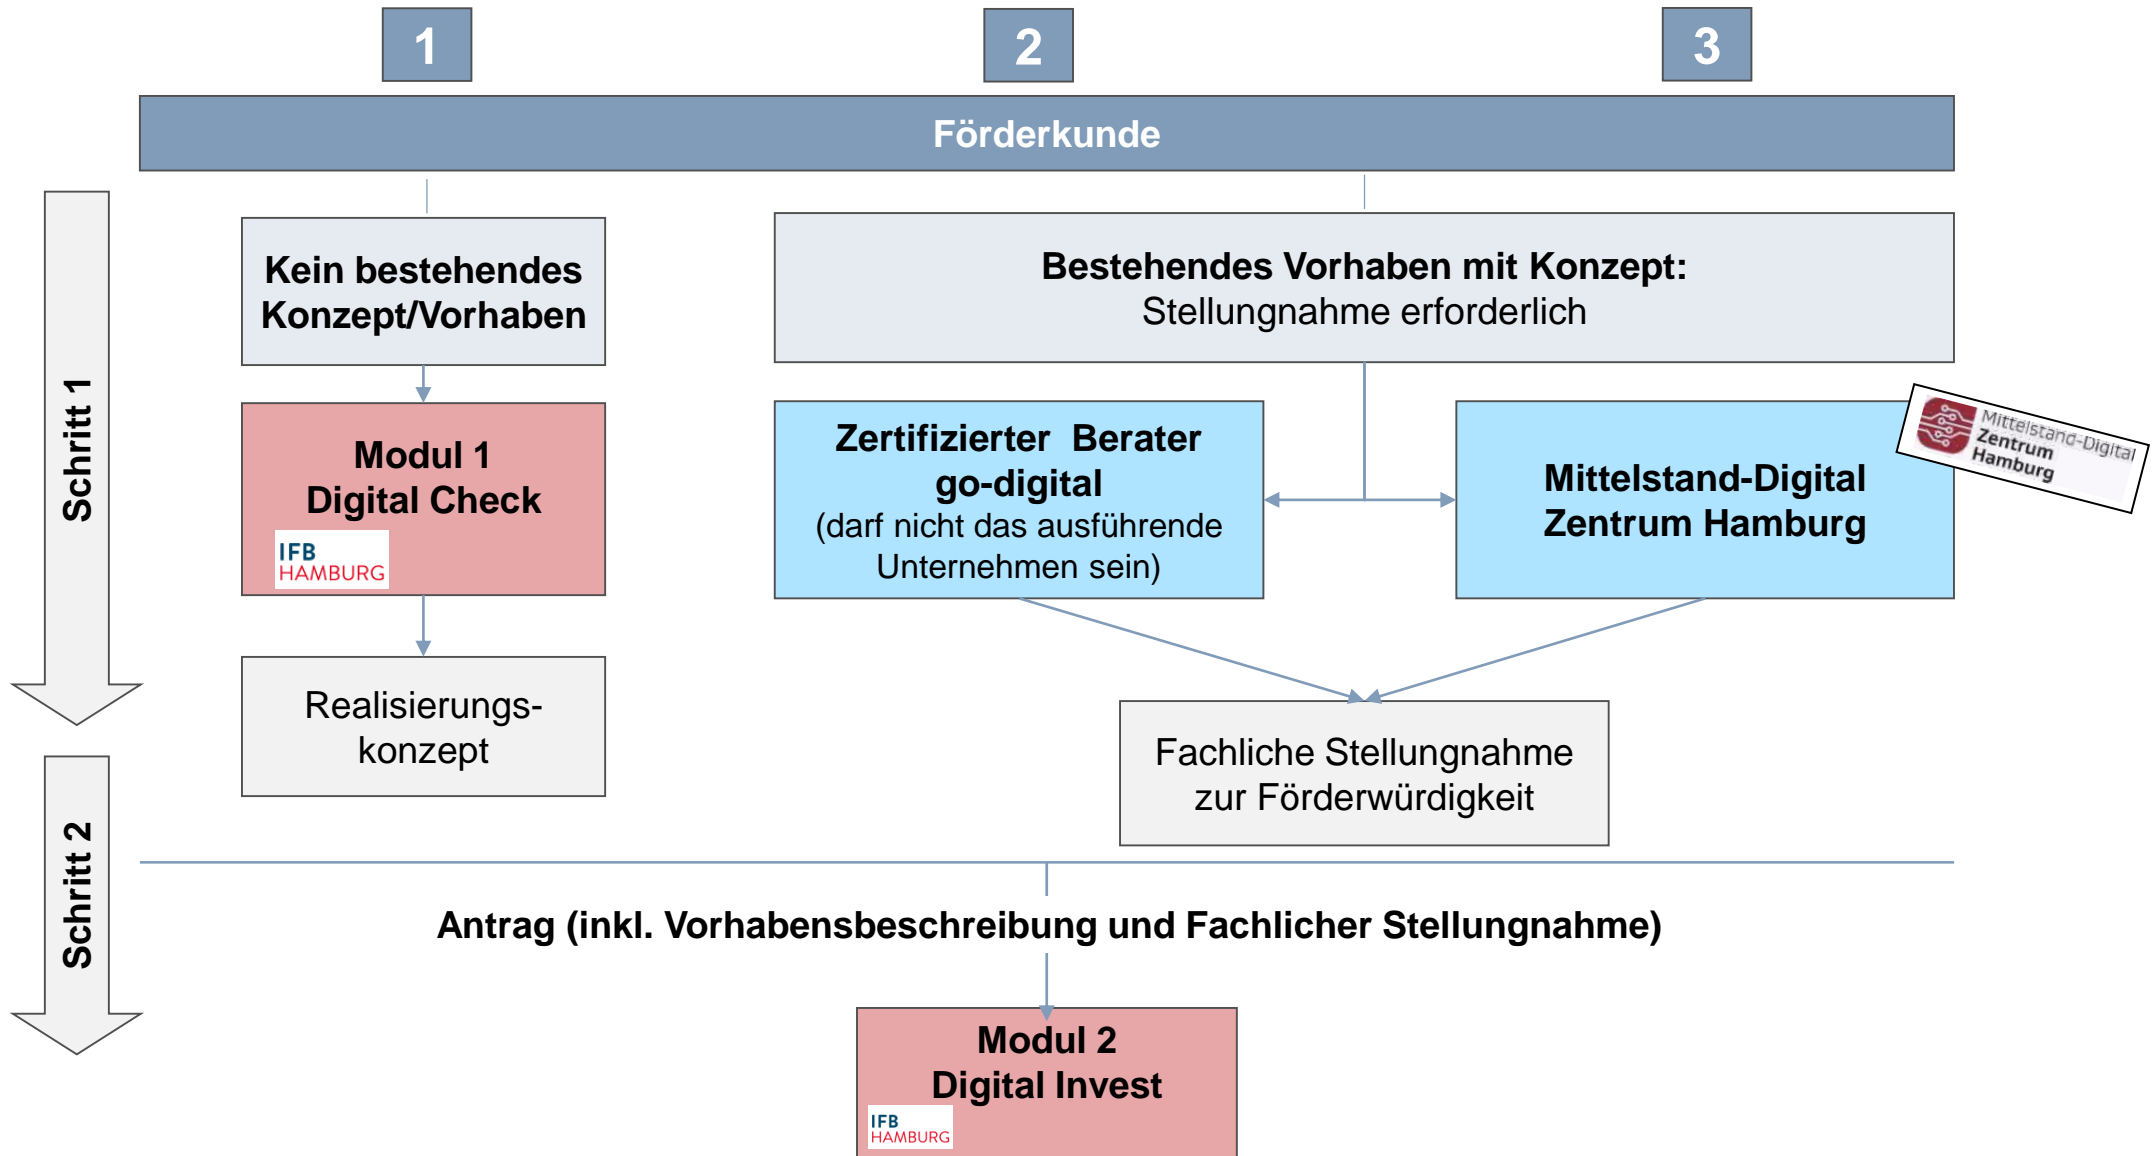 1
2
3
Förderkunde
Schritt 1
Kein bestehendes
Konzept/Vorhaben
Bestehendes Vorhaben mit Konzept:
Stellungnahme erforderlich
Modul 1
Digital Check
IFB
HAMBURG
Zertifizierter Berater
go-digital
(darf nicht das ausführende
Unternehmen sein)
Mittelstand-Digital
Zentrum Hamburg
Mittelstand-Digital
Zentrum
Hamburg
Realisierungs-
konzept
Fachliche Stellungnahme
zur Förderwürdigkeit
Schritt 2
Antrag (inkl. Vorhabensbeschreibung und Fachlicher Stellungnahme)
Modul 2
Digital Invest
IFB
HAMBURG